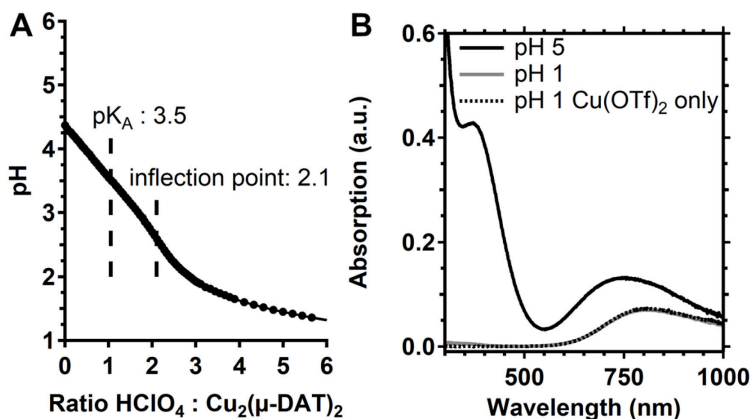 A
6
5
4
3
2
1
pH
pK_A : 3.5
inflection point: 2.1
0 1 2 3 4 5 6
Ratio HClO₄ : Cu₂(μ-DAT)₂
B
0.6
0.4
0.2
0.0
Absorption (a.u.)
pH 5
pH 1
pH 1 Cu(OTf)₂ only
500 750 1000
Wavelength (nm)